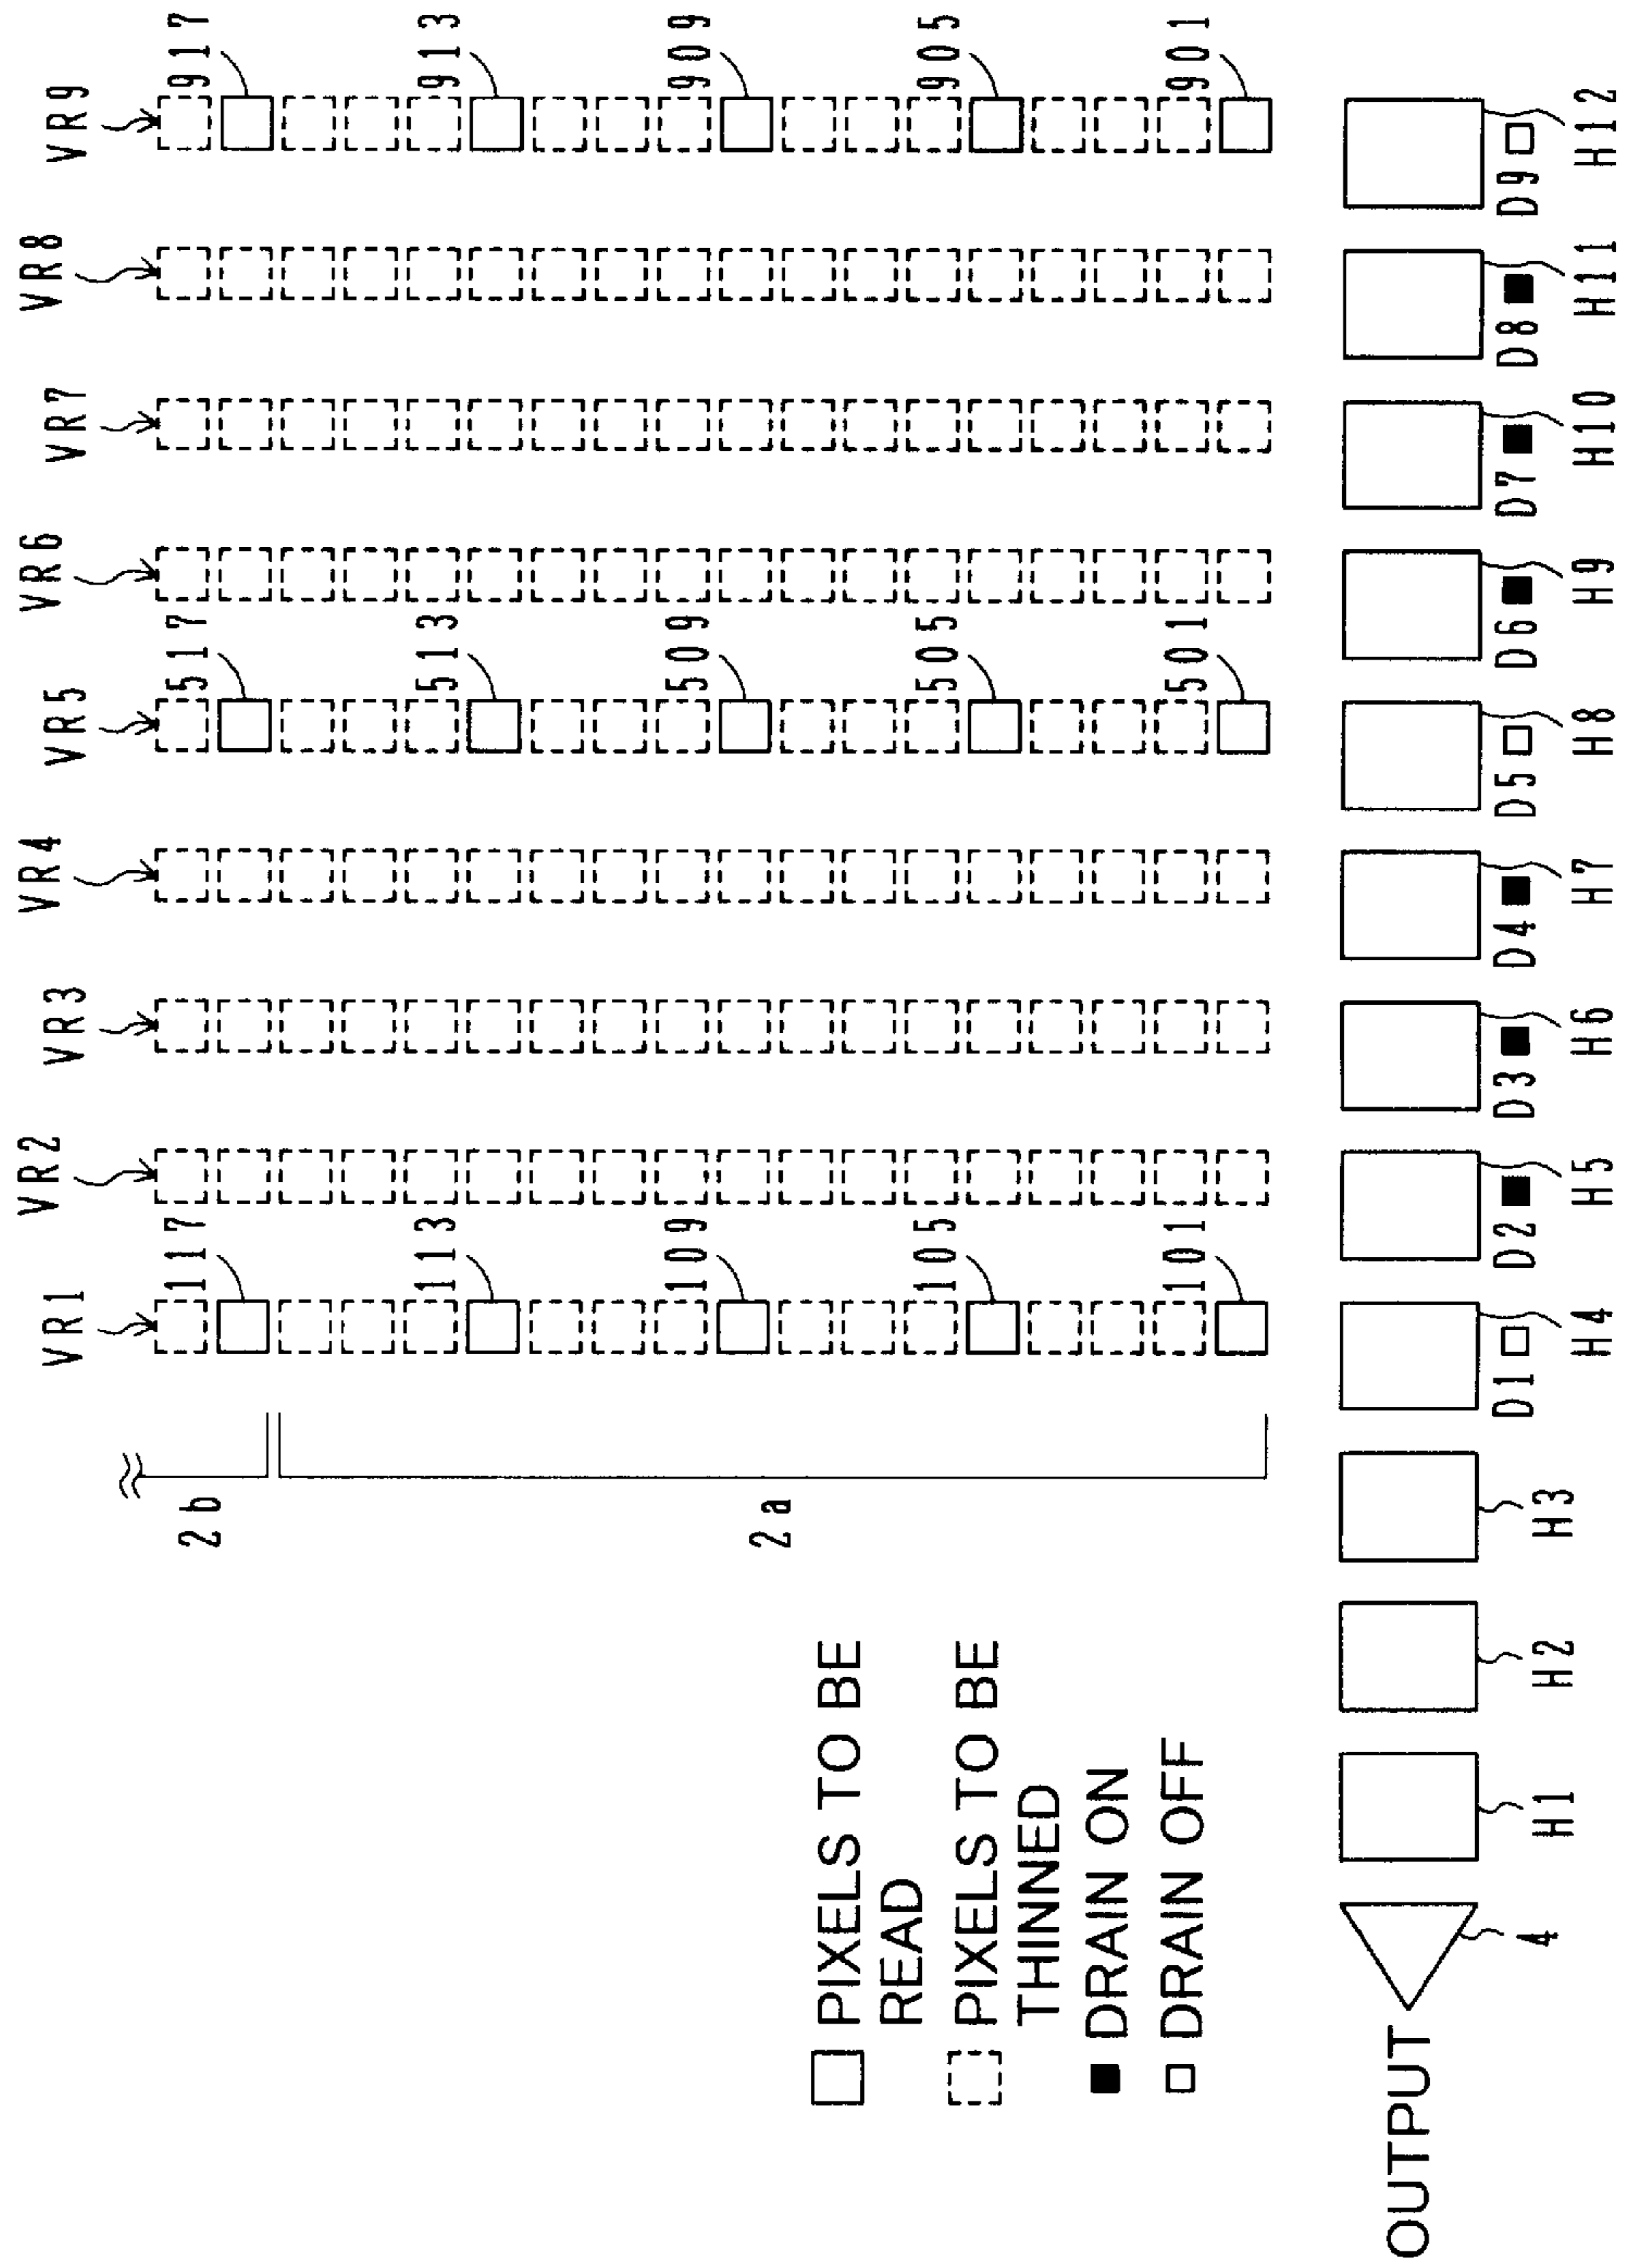 VR1
VR2
VR3
VR4
VR5
VR6
VR7
VR8
VR9
117
517
917
2b
113
513
913
109
509
909
2a
105
505
905
101
501
901
PIXELS TO BE
READ
PIXELS TO BE
THINNED
DRAIN ON
DRAIN OFF
OUTPUT
D1
D2
D3
D4
D5
D6
D7
D8
D9
4
H1
H2
H3
H4
H5
H6
H7
H8
H9
H10
H11
H12